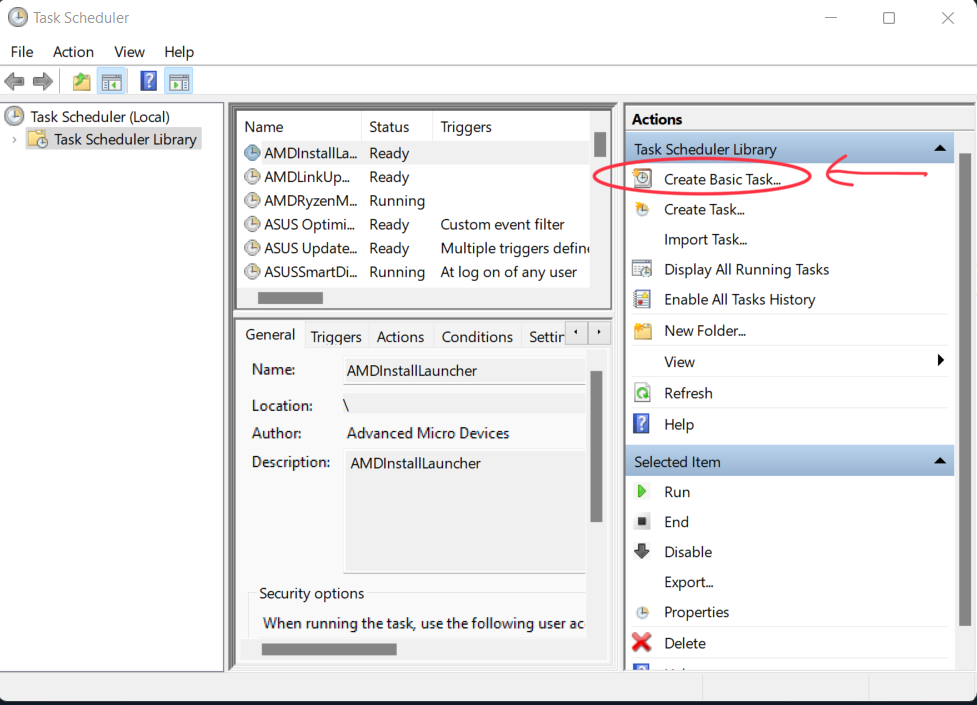 Task Scheduler
File Action View Help
Task Scheduler (Local)
Task Scheduler Library
Name Status Triggers
AMDInstallLa... Ready
AMDLinkUp... Ready
AMDRyzenM... Running
ASUS Optimi... Ready Custom event filter
ASUS Update... Ready Multiple triggers define
ASUSSmartDi... Running At log on of any user
General Triggers Actions Conditions Settin
Name: AMDInstallLauncher
Location: \
Author: Advanced Micro Devices
Description: AMDInstallLauncher
Security options
When running the task, use the following user ac
Actions
Task Scheduler Library
Create Basic Task...
Create Task...
Import Task...
Display All Running Tasks
Enable All Tasks History
New Folder...
View
Refresh
Help
Selected Item
Run
End
Disable
Export...
Properties
Delete